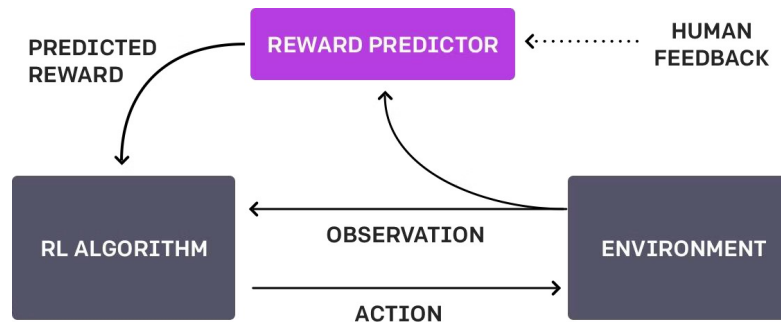 PREDICTED
REWARD
REWARD PREDICTOR
HUMAN
FEEDBACK
RL ALGORITHM
OBSERVATION
ACTION
ENVIRONMENT